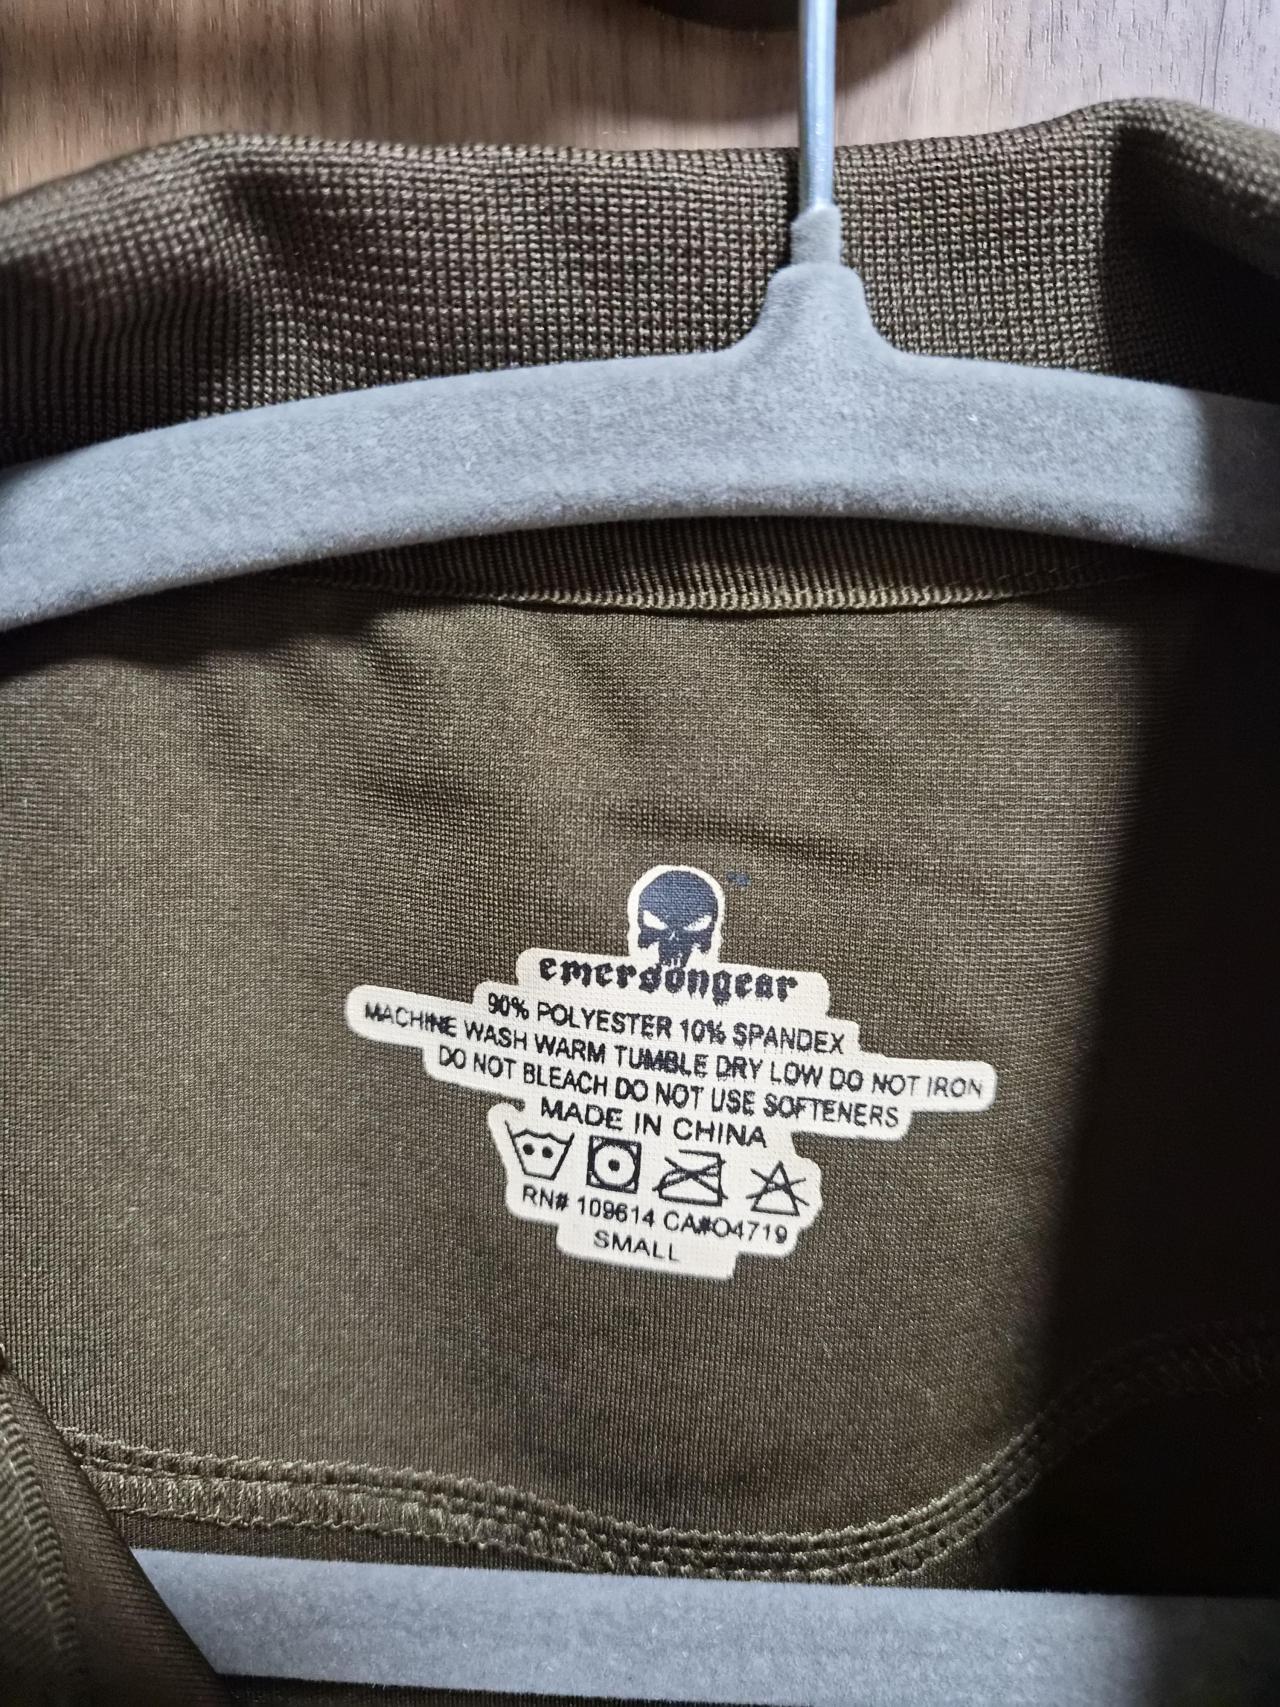 emersongear
90% POLYESTER 10% SPANDEX
MACHINE WASH WARM TUMBLE DRY LOW DO NOT IRON
DO NOT BLEACH DO NOT USE SOFTENERS
MADE IN CHINA
RN# 109614 CA#O4719
SMALL